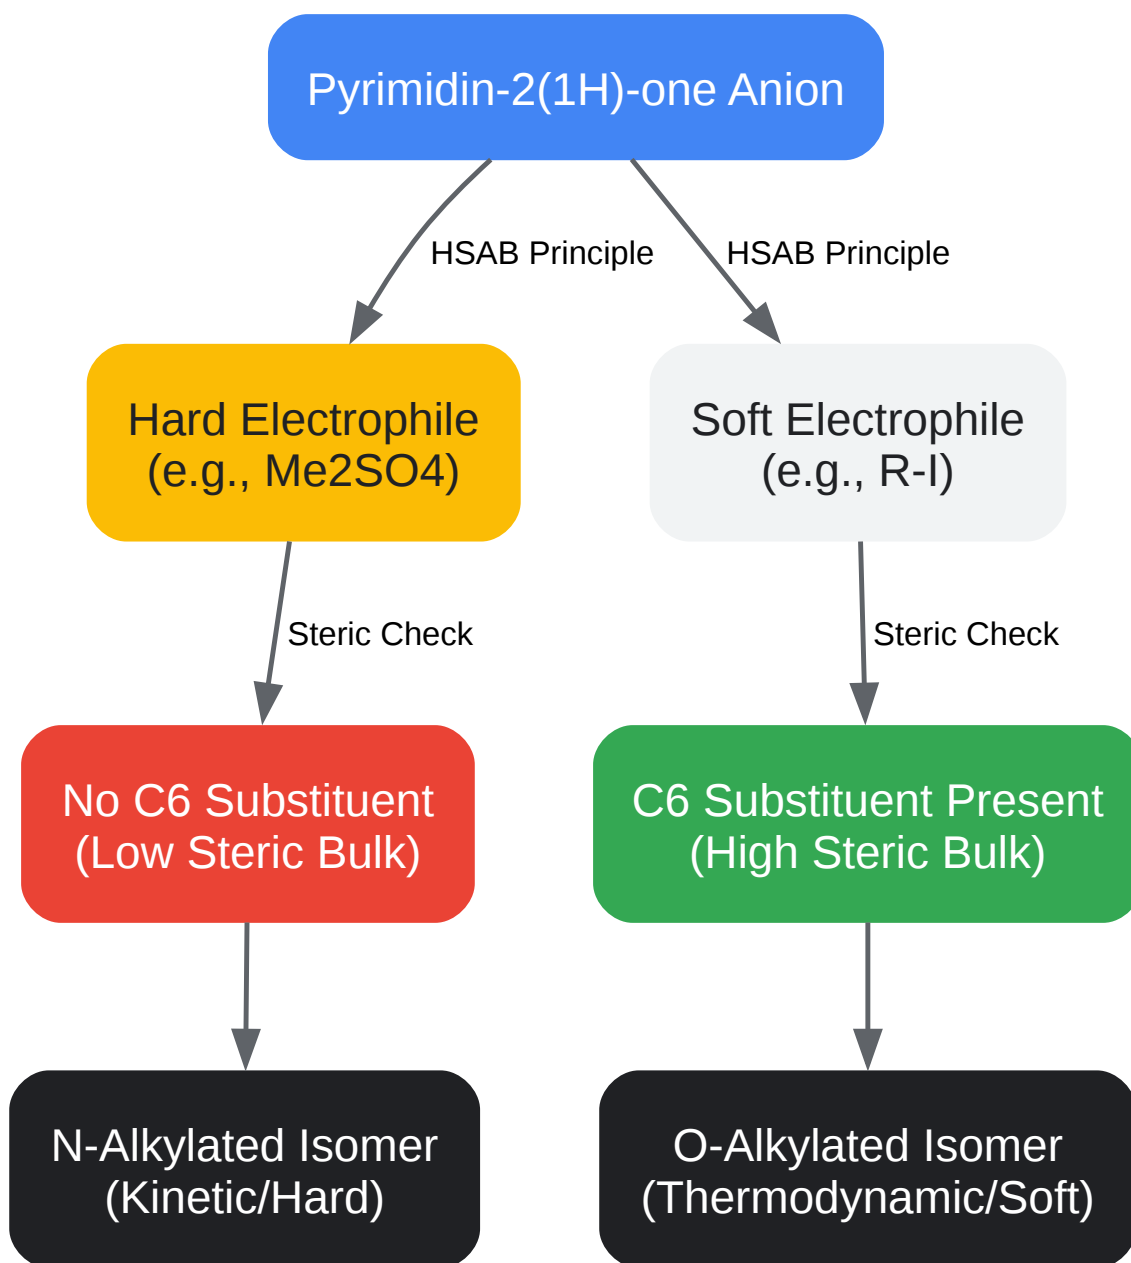 Pyrimidin-2(1H)-one Anion
HSAB Principle
HSAB Principle
Hard Electrophile
(e.g., Me2SO4)
Soft Electrophile
(e.g., R-I)
Steric Check
Steric Check
No C6 Substituent
(Low Steric Bulk)
C6 Substituent Present
(High Steric Bulk)
N-Alkylated Isomer
(Kinetic/Hard)
O-Alkylated Isomer
(Thermodynamic/Soft)